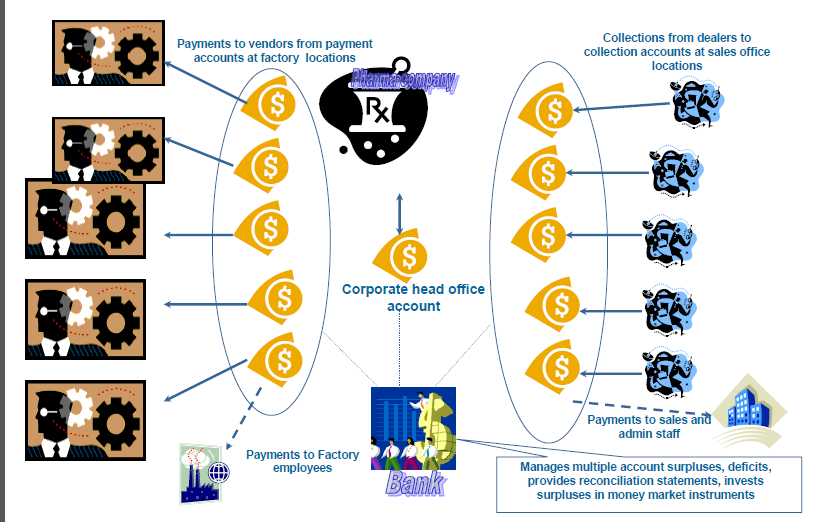 Payments to vendors from payment
accounts at factory locations
Pharma Company
Rx
Collections from dealers to
collection accounts at sales office
locations
$
$
$
$
$
$
$
$
$
$
$
Corporate head office
account
Payments to Factory
employees
Bank
Payments to sales and
admin staff
Manages multiple account surpluses, deficits,
provides reconciliation statements, invests
surpluses in money market instruments